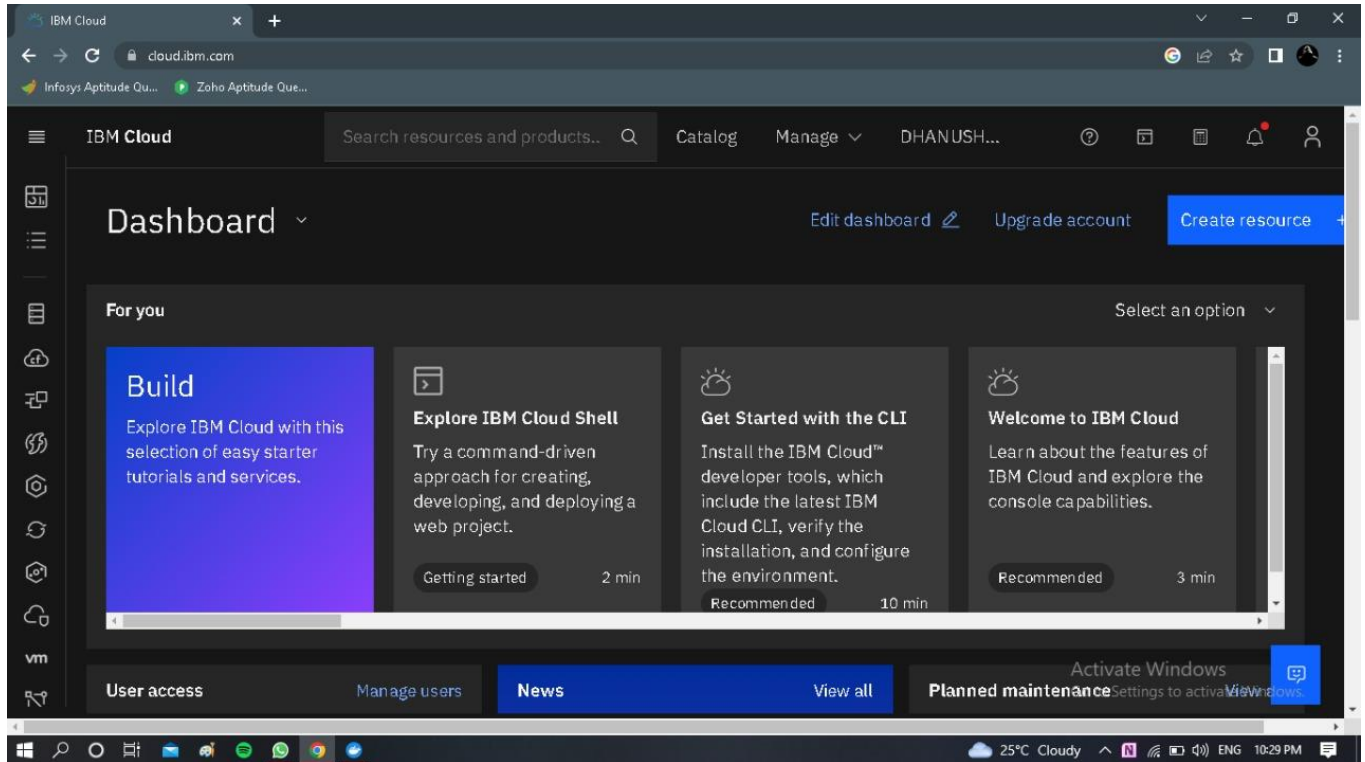 IBM Cloud
cloud.ibm.com
Infosys Aptitude Qu... Zoho Aptitude Que...
IBM Cloud Search resources and products... Catalog Manage DHANUSH...
Dashboard Edit dashboard Upgrade account Create resource +
For you Select an option
Build
Explore IBM Cloud with this
selection of easy starter
tutorials and services.
Explore IBM Cloud Shell
Try a command-driven
approach for creating,
developing, and deploying a
web project.
Getting started 2 min
Get Started with the CLI
Install the IBM Cloud™
developer tools, which
include the latest IBM
Cloud CLI, verify the
installation, and configure
the environment.
Recommended 10 min
Welcome to IBM Cloud
Learn about the features of
IBM Cloud and explore the
console capabilities.
Recommended 3 min
vm
User access Manage users News View all Planned maintenance View
Activate Windows
Settings to activate Windows.
25°C Cloudy ENG 10:29 PM